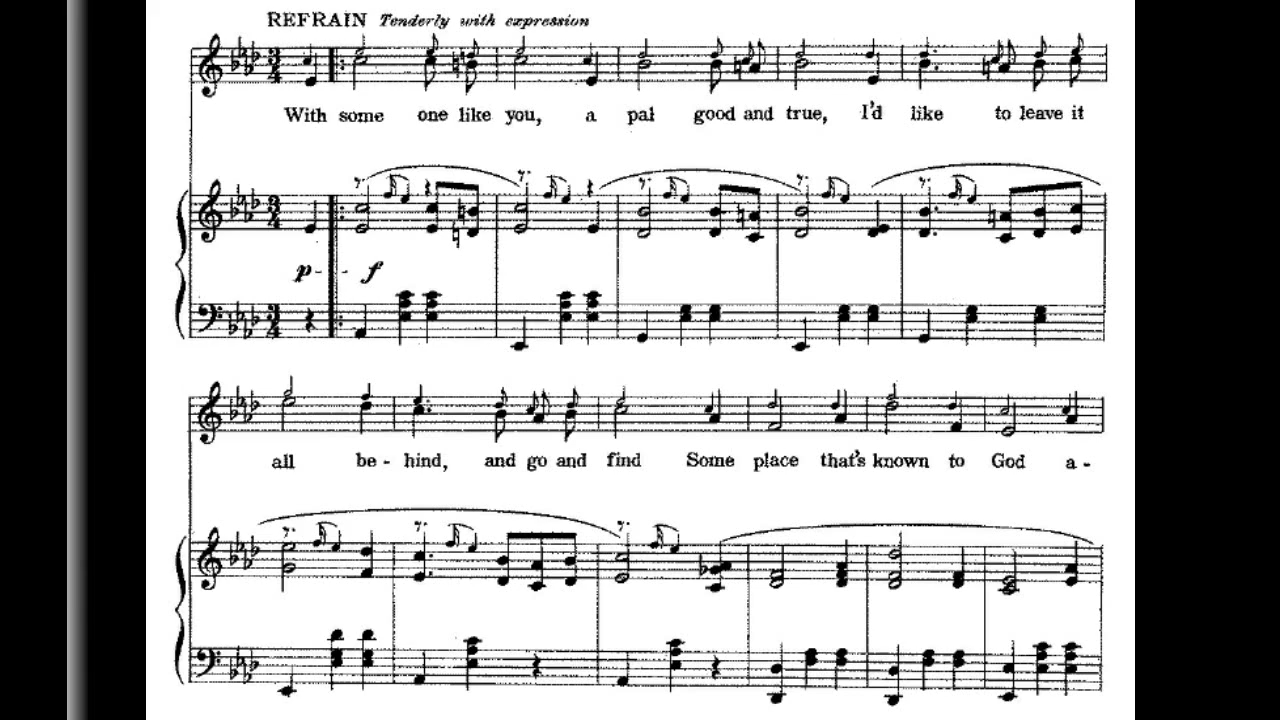 REFRAIN Tenderly with expression
With some one like you, a pal good and true, I'd like to leave it
p - - f
all be - hind, and go and find Some place that's known to God a -